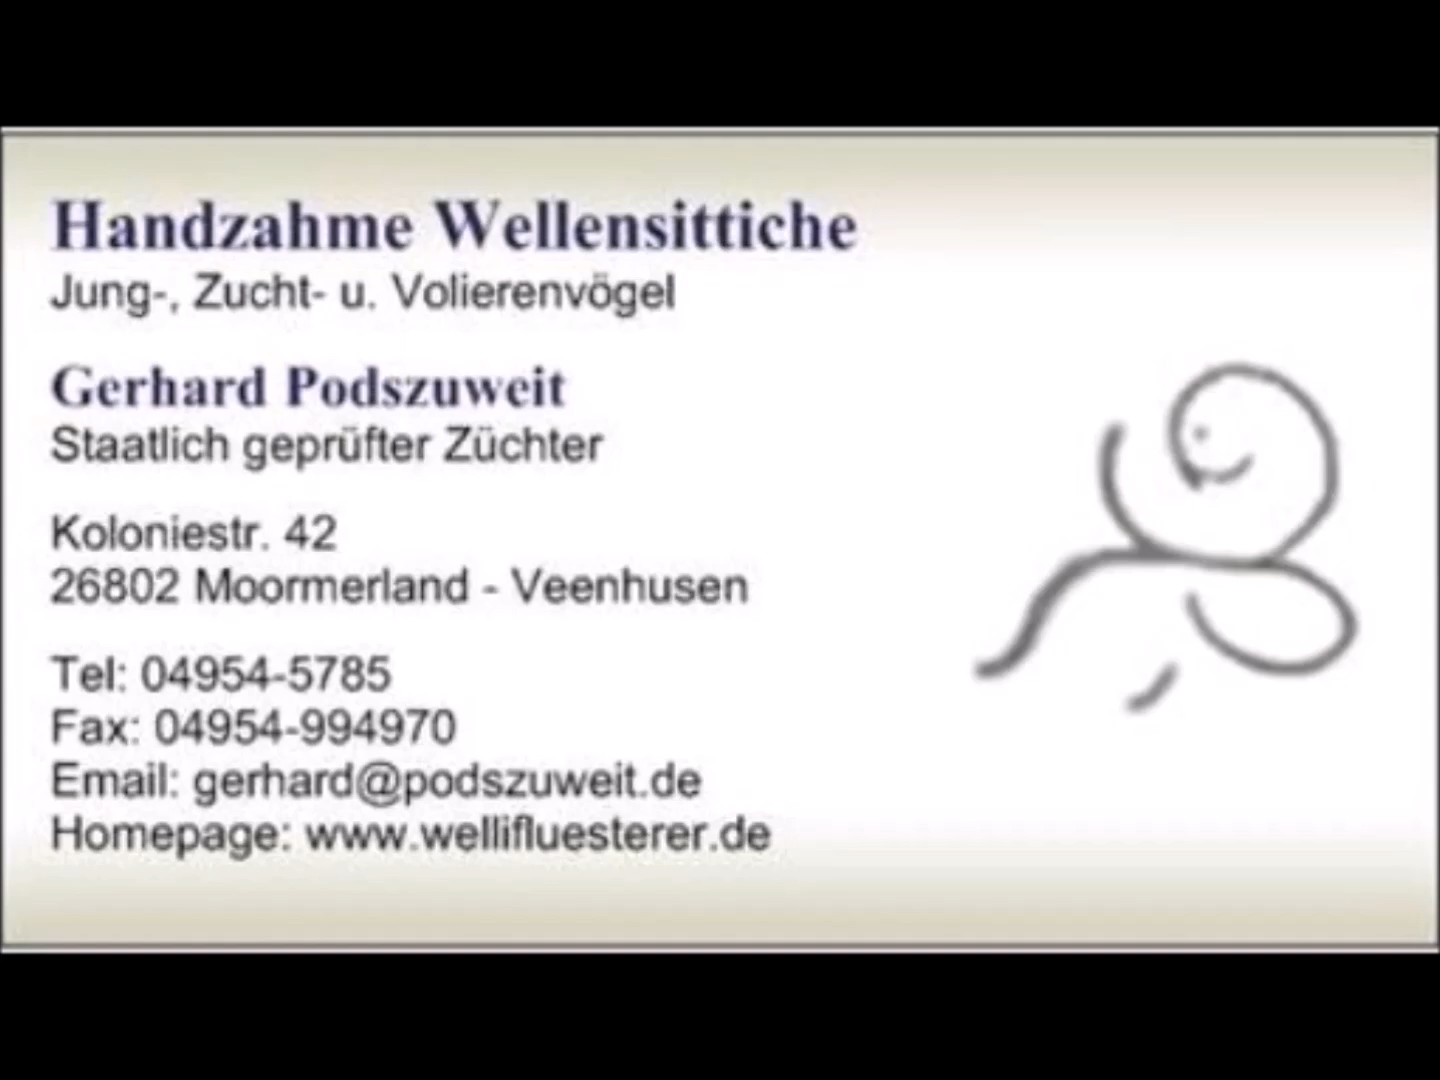 Handzahme Wellensittiche
Jung-, Zucht- u. Volierenvögel
Gerhard Podszuweit
Staatlich geprüfter Züchter
Koloniestr. 42
26802 Moormerland - Veenhusen
Tel: 04954-5785
Fax: 04954-994970
Email: gerhard@podszuweit.de
Homepage: www.wellifluesterer.de